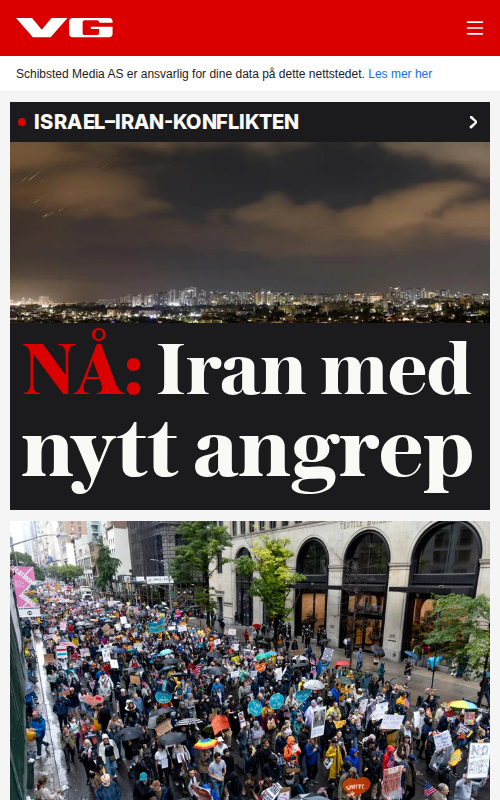 VG
Schibsted Media AS er ansvarlig for dine data på dette nettstedet. Les mer her
ISRAEL–IRAN-KONFLIKTEN
NÅ: Iran med
nytt angrep